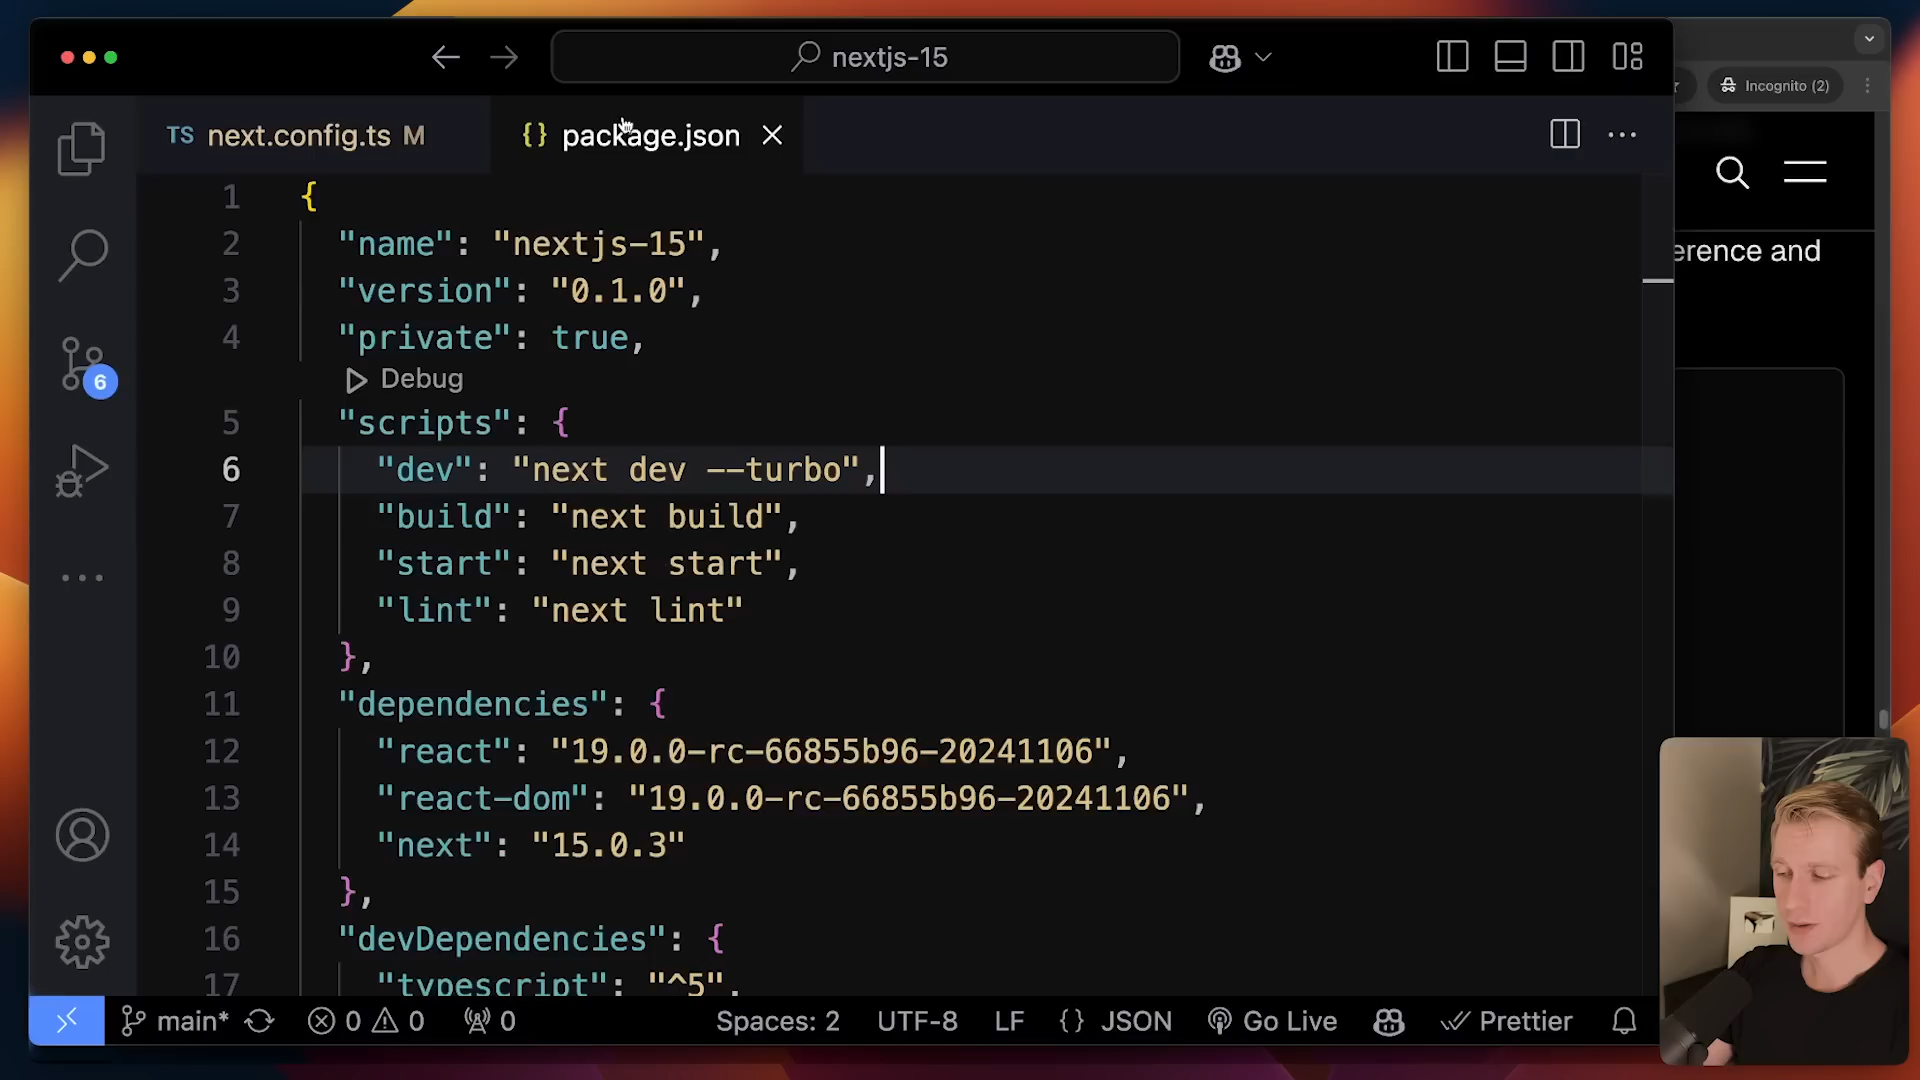 nextjs-15
Incognito (2)
TS next.config.ts M
{} package.json
erence and
1 {
2 "name": "nextjs-15",
3 "version": "0.1.0",
4 "private": true,
Debug
5 "scripts": {
6 "dev": "next dev --turbo",
7 "build": "next build",
8 "start": "next start",
9 "lint": "next lint"
10 },
11 "dependencies": {
12 "react": "19.0.0-rc-66855b96-20241106",
13 "react-dom": "19.0.0-rc-66855b96-20241106",
14 "next": "15.0.3"
15 },
16 "devDependencies": {
17 "typescript": "^5",
6
main* 0 0 0 Spaces: 2 UTF-8 LF {} JSON Go Live Prettier